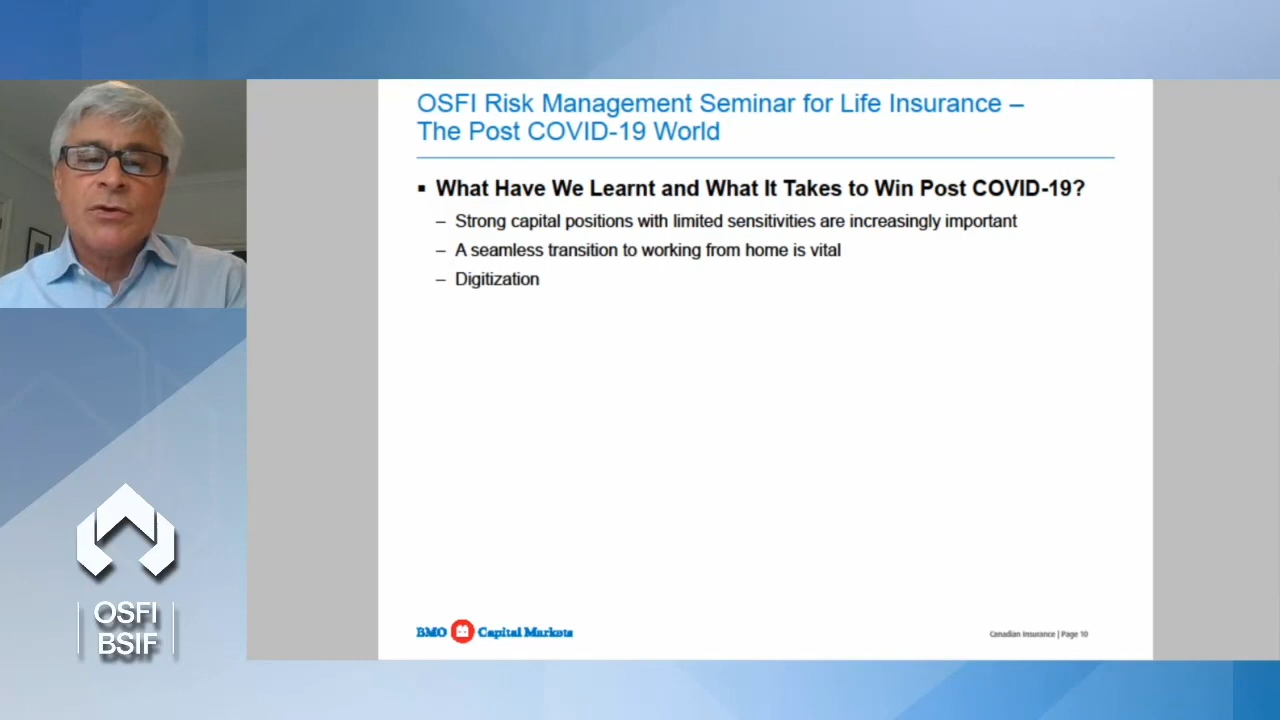 OSFI Risk Management Seminar for Life Insurance –
The Post COVID-19 World
▪ What Have We Learnt and What It Takes to Win Post COVID-19?
– Strong capital positions with limited sensitivities are increasingly important
– A seamless transition to working from home is vital
– Digitization
OSFI
BSIF
BMO Capital Markets
Canadian Insurance | Page 10